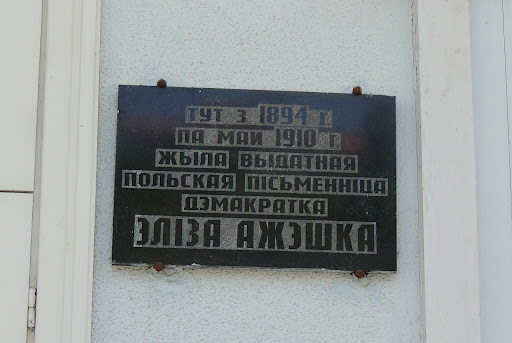 ТУТ З 1894 г.
ПА МАЙ 1910 г.
ЖЫЛА ВЫДАТНАЯ
ПОЛЬСКАЯ ПІСЬМЕННІЦА
ДЭМАКРАТКА
ЭЛІЗА АЖЭШКА